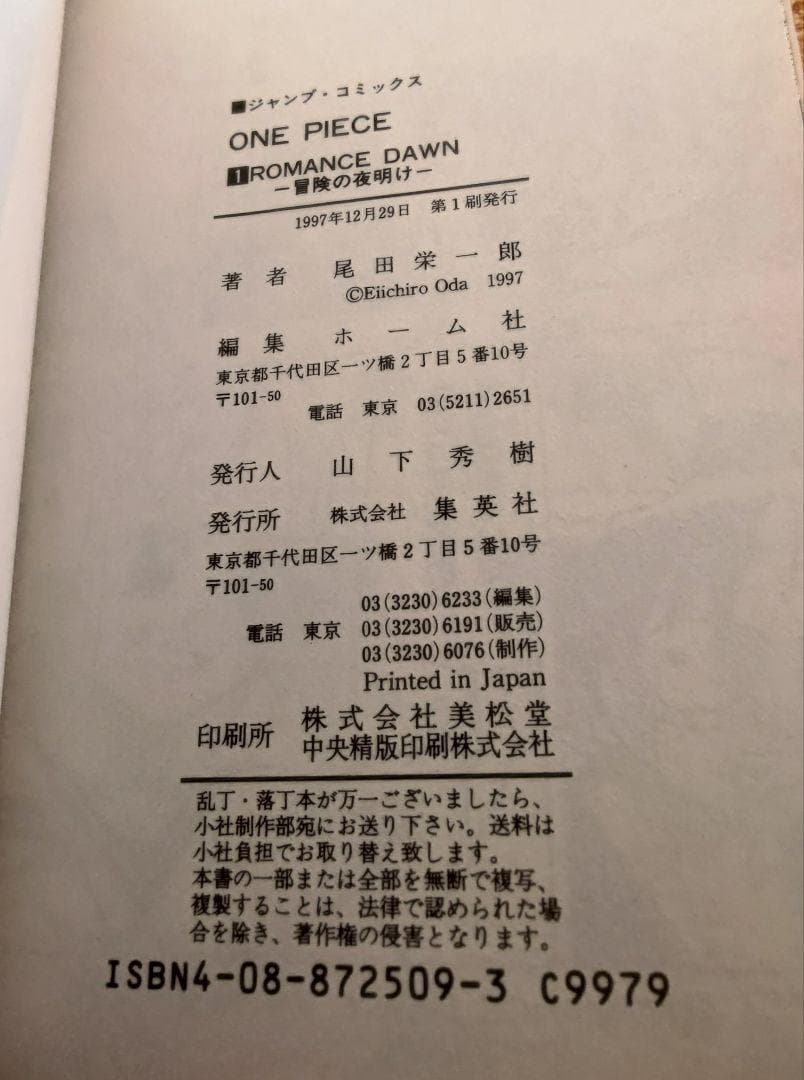 ■ジャンプ・コミックス
ONE PIECE
1 ROMANCE DAWN
ー冒険の夜明けー
1997年12月29日 第1刷発行
著者 尾田栄一郎
©Eiichiro Oda 1997
編集 ホーム社
東京都千代田区一ツ橋2丁目5番10号
〒101-50
電話 東京 03(5211)2651
発行人 山下秀樹
発行所 株式会社 集英社
東京都千代田区一ツ橋2丁目5番10号
〒101-50
03(3230)6233(編集)
電話 東京 03(3230)6191(販売)
03(3230)6076(制作)
Printed in Japan
印刷所 株式会社美松堂
中央精版印刷株式会社
乱丁・落丁本が万一ございましたら、
小社制作部宛にお送り下さい。送料は
小社負担でお取り替え致します。
本書の一部または全部を無断で複写、
複製することは、法律で認められた場
合を除き、著作権の侵害となります。
ISBN4-08-872509-3 C9979